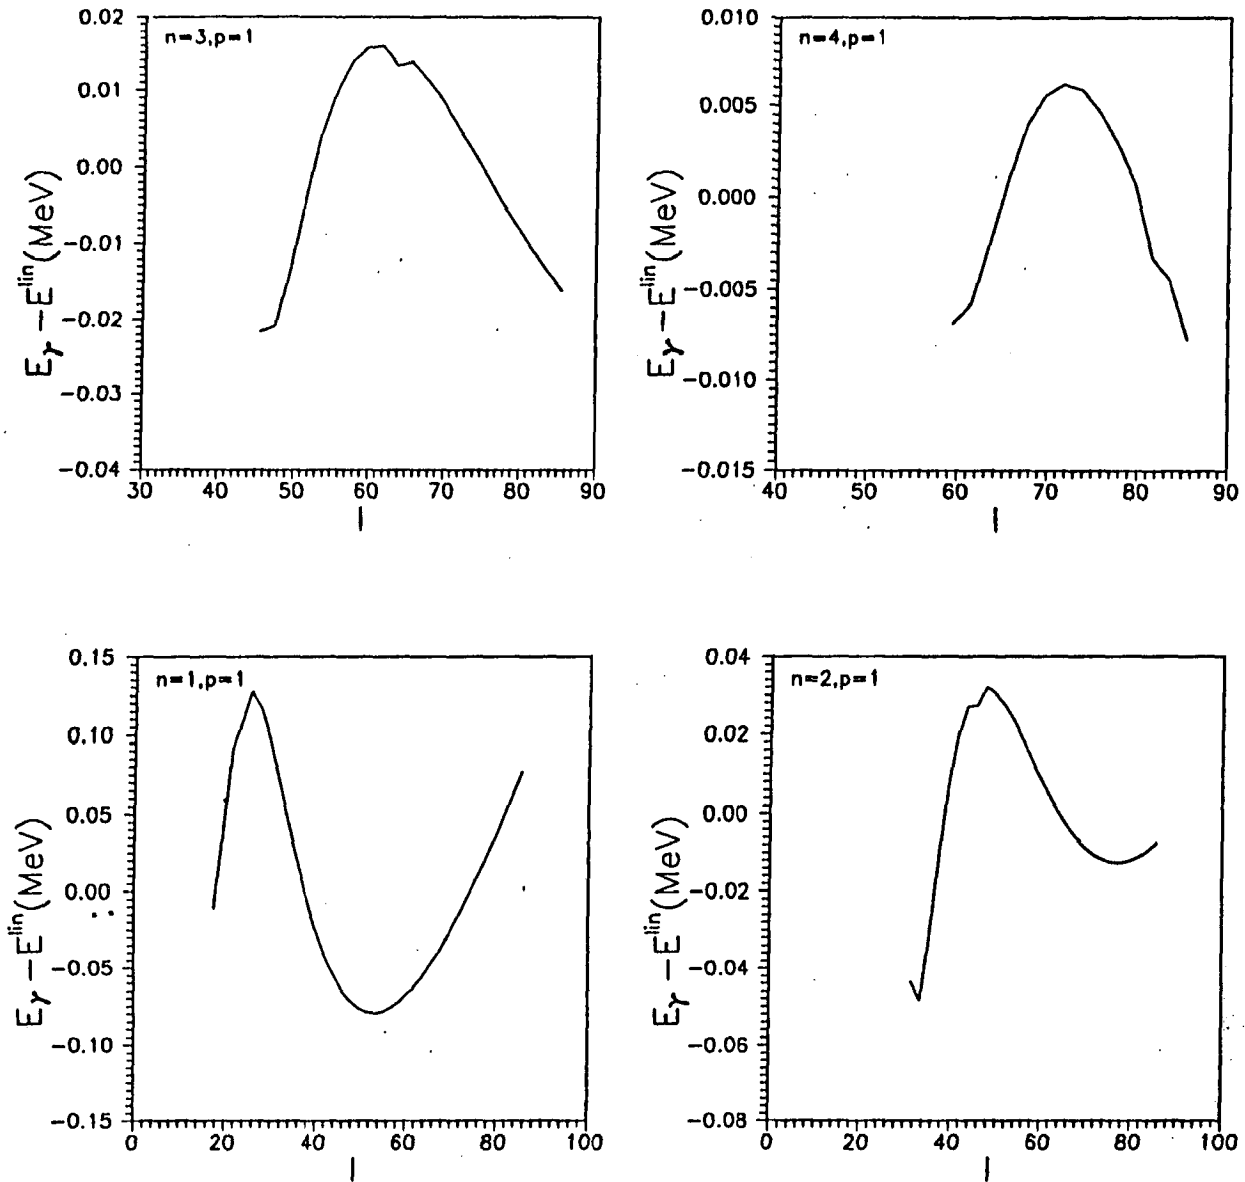 n=3,p=1
0.02
0.01
0.00
−0.01
−0.02
−0.03
−0.04
30 40 50 60 70 80 90
Eγ −E^lin(MeV)
I
n=4,p=1
0.010
0.005
0.000
−0.005
−0.010
−0.015
40 50 60 70 80 90
Eγ −E^lin(MeV)
I
n=1,p=1
0.15
0.10
0.05
0.00
−0.05
−0.10
−0.15
0 20 40 60 80 100
Eγ −E^lin(MeV)
I
n=2,p=1
0.04
0.02
0.00
−0.02
−0.04
−0.06
−0.08
0 20 40 60 80 100
Eγ −E^lin(MeV)
I